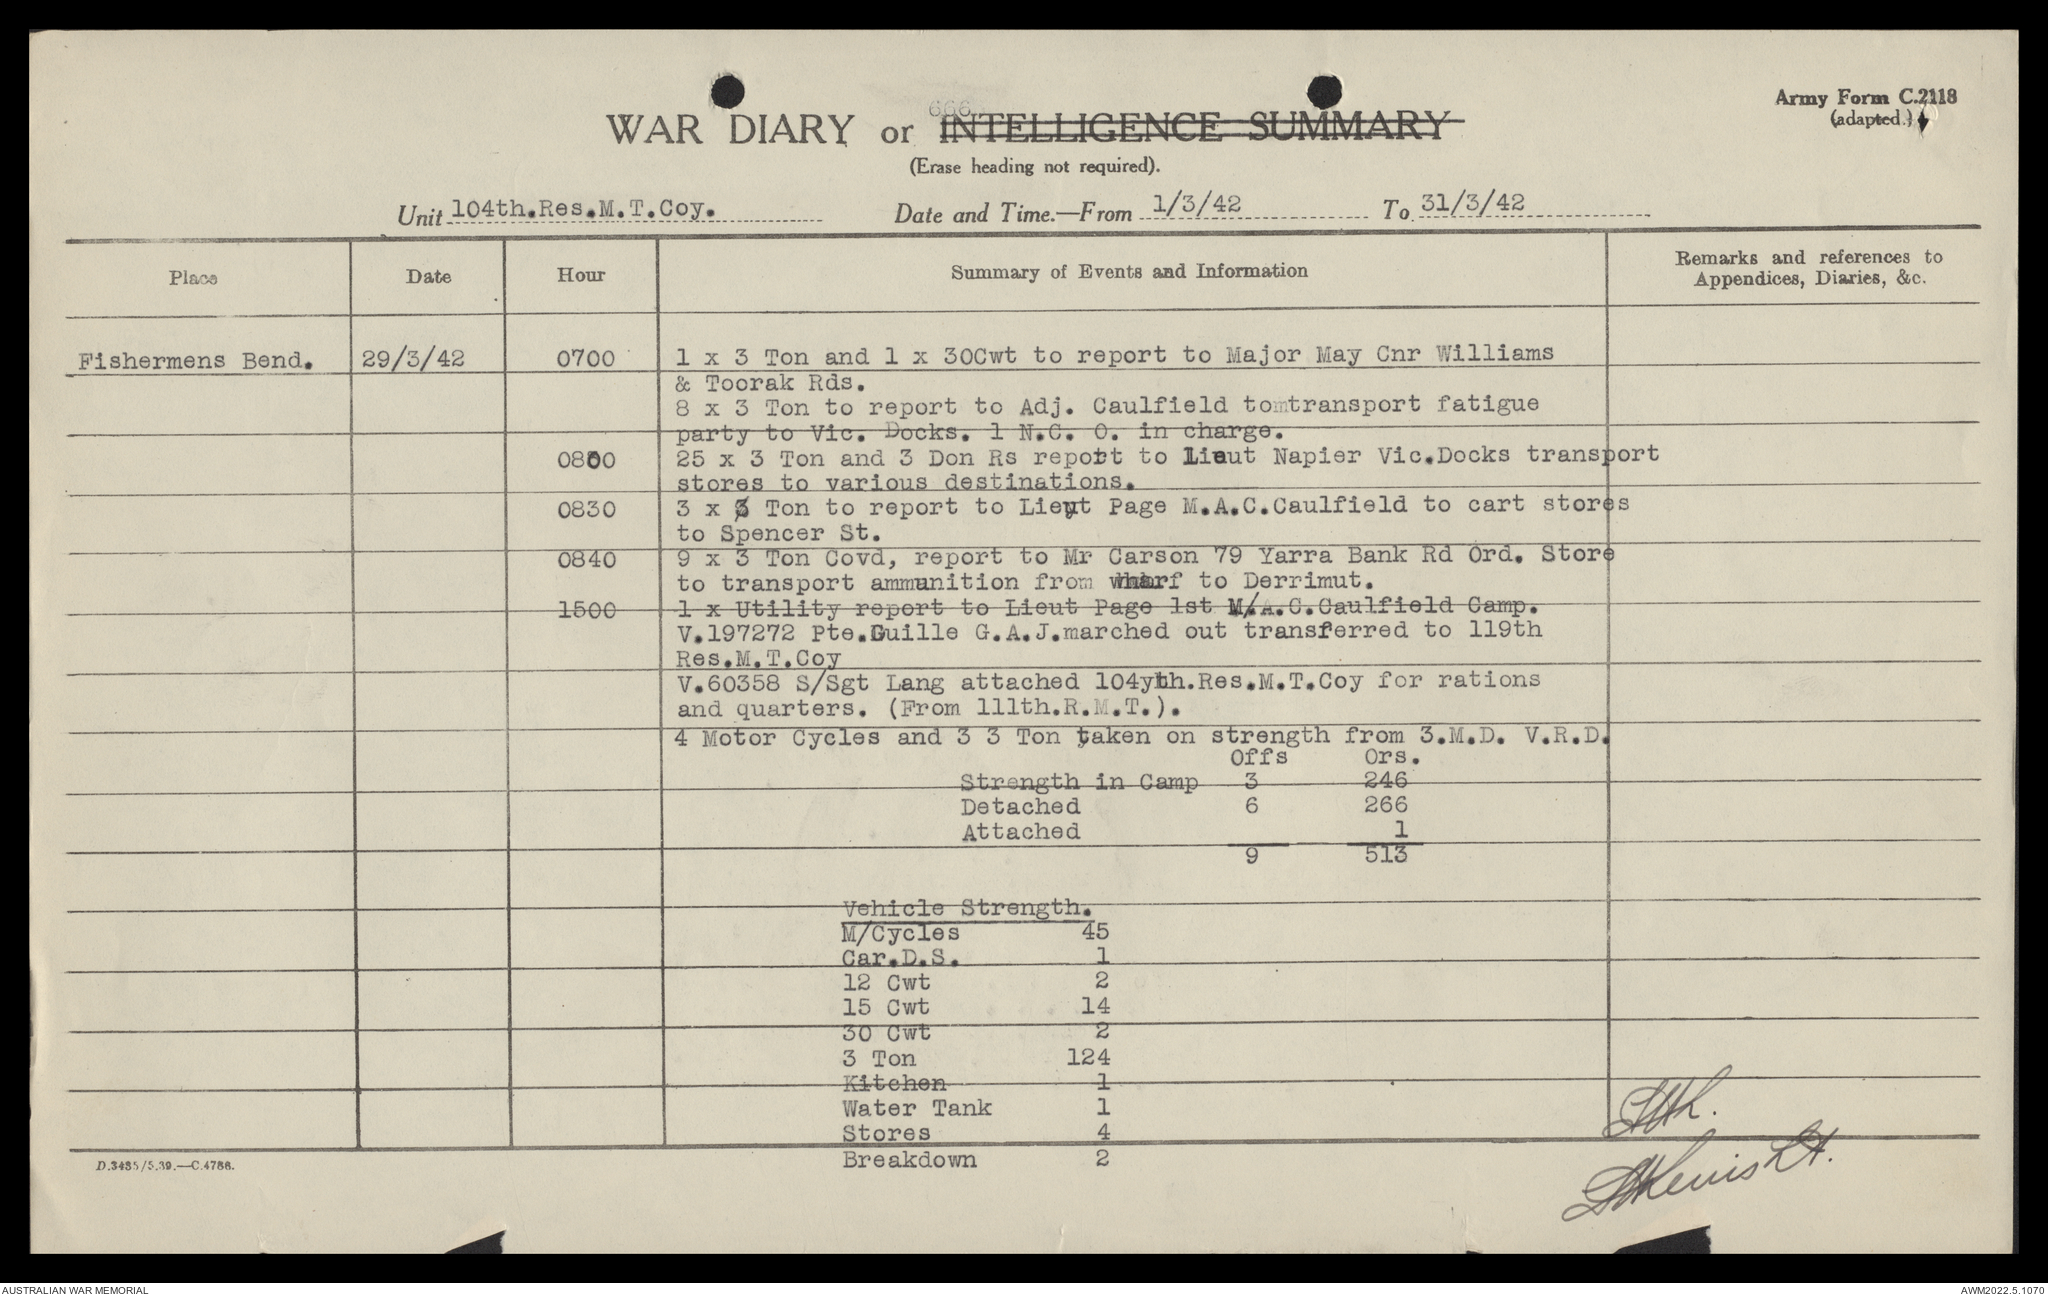 666
WAR DIARY or INTELLIGENCE SUMMARY
(Erase heading not required).
Army Form C.2118
(adapted.)
Unit 104th.Res.M.T.Coy. Date and Time.—From 1/3/42 To 31/3/42
Place Date Hour Summary of Events and Information Remarks and references to
Appendices, Diaries, &c.
Fishermens Bend. 29/3/42 0700 1 x 3 Ton and 1 x 30Cwt to report to Major May Cnr Williams
& Toorak Rds.
8 x 3 Ton to report to Adj. Caulfield tomtransport fatigue
party to Vic. Docks. 1 N.C. O. in charge.
0800 25 x 3 Ton and 3 Don Rs report to Lieut Napier Vic.Docks transport
stores to various destinations.
0830 3 x 3 Ton to report to Lieut Page M.A.C.Caulfield to cart stores
to Spencer St.
0840 9 x 3 Ton Covd, report to Mr Carson 79 Yarra Bank Rd Ord. Store
to transport ammunition from wharf to Derrimut.
1500 1 x Utility report to Lieut Page 1st M/A.C.Caulfield Camp.
V.197272 Pte.Guille G.A.J.marched out transferred to 119th
Res.M.T.Coy
V.60358 S/Sgt Lang attached 104yth.Res.M.T.Coy for rations
and quarters. (From 111th.R.M.T.).
4 Motor Cycles and 3 3 Ton taken on strength from 3.M.D. V.R.D.
Offs Ors.
Strength in Camp 3 246
Detached 6 266
Attached 1
9 513
Vehicle Strength.
M/Cycles 45
Car.D.S. 1
12 Cwt 2
15 Cwt 14
30 Cwt 2
3 Ton 124
Kitchen 1
Water Tank 1
Stores 4
Breakdown 2
D.3485/5.39.—C.4786.
Lt.
AUSTRALIAN WAR MEMORIAL
AWM2022.5.1070